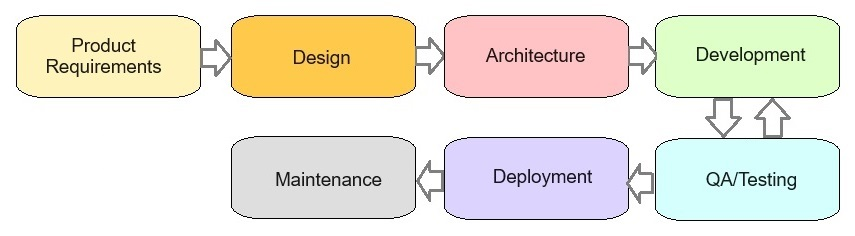 Product
Requirements
Design
Architecture
Development
Maintenance
Deployment
QA/Testing